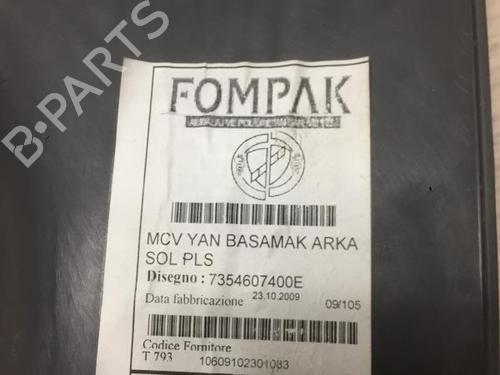 B-PARTS
FOMPAK
MCV YAN BASAMAK ARKA
SOL PLS
Disegno : 7354607400E
Data fabbricazione 23.10.2009 09/105
Codice Fornitore
T 793 10609102301033